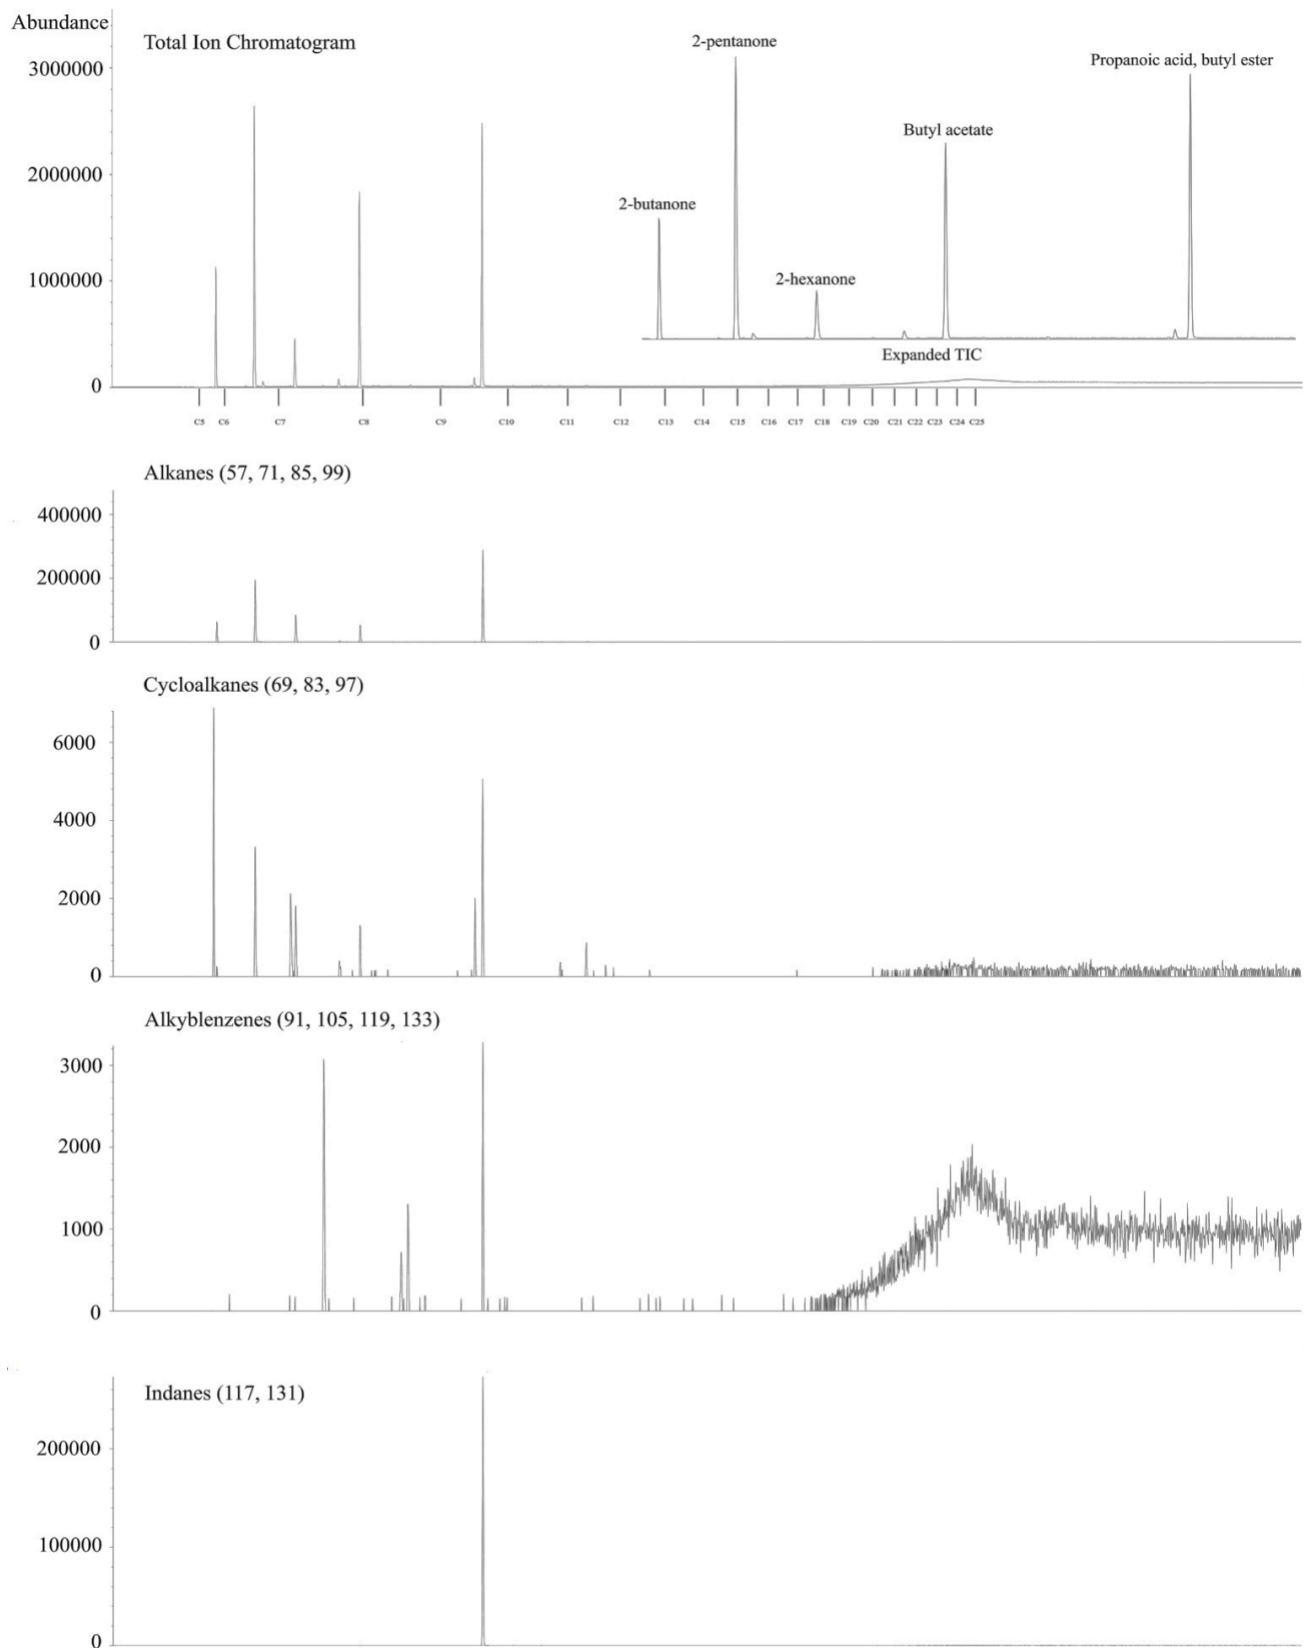 Abundance
Total Ion Chromatogram
2-pentanone
Propanoic acid, butyl ester
3000000
Butyl acetate
2000000
2-butanone
1000000
2-hexanone
Expanded TIC
0
C5 C6 C7 C8 C9 C10 C11 C12 C13 C14 C15 C16 C17 C18 C19 C20 C21 C22 C23 C24 C25
Alkanes (57, 71, 85, 99)
400000
200000
0
Cycloalkanes (69, 83, 97)
6000
4000
2000
0
Alkyblenzenes (91, 105, 119, 133)
3000
2000
1000
0
Indanes (117, 131)
200000
100000
0